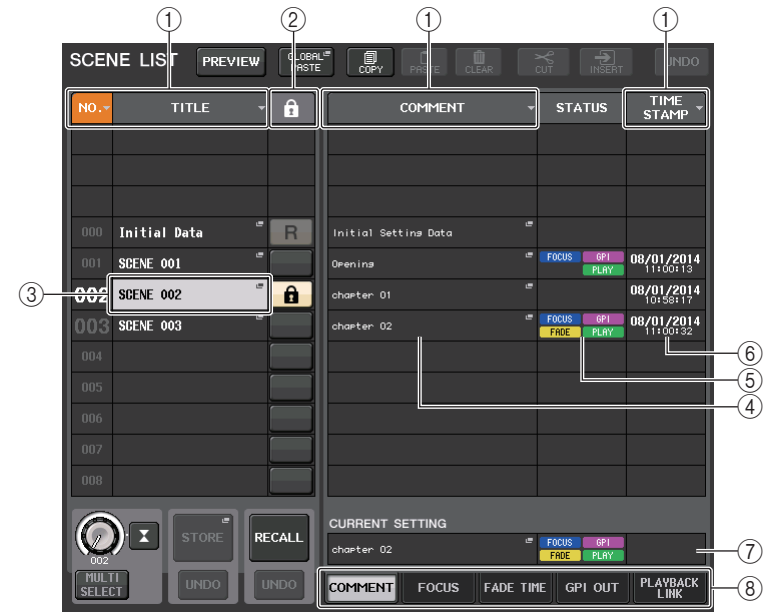 ① ② ① ①
SCENE LIST PREVIEW GLOBAL PASTE COPY PASTE CLEAR CUT INSERT UNDO
NO. TITLE COMMENT STATUS TIME STAMP
000 Initial Data R Initial Setting Data
001 SCENE 001 Opening FOCUS GPI PLAY 08/01/2014 11:00:13
③ 002 SCENE 002 chapter 01 08/01/2014 10:58:17
003 SCENE 003 chapter 02 FOCUS GPI FADE PLAY 08/01/2014 11:00:32
004 ⑥
005 ⑤
006 ④
007
008
CURRENT SETTING
STORE RECALL chapter 02 FOCUS GPI FADE PLAY ⑦
002
MULTI SELECT UNDO UNDO COMMENT FOCUS FADE TIME GPI OUT PLAYBACK LINK ⑧